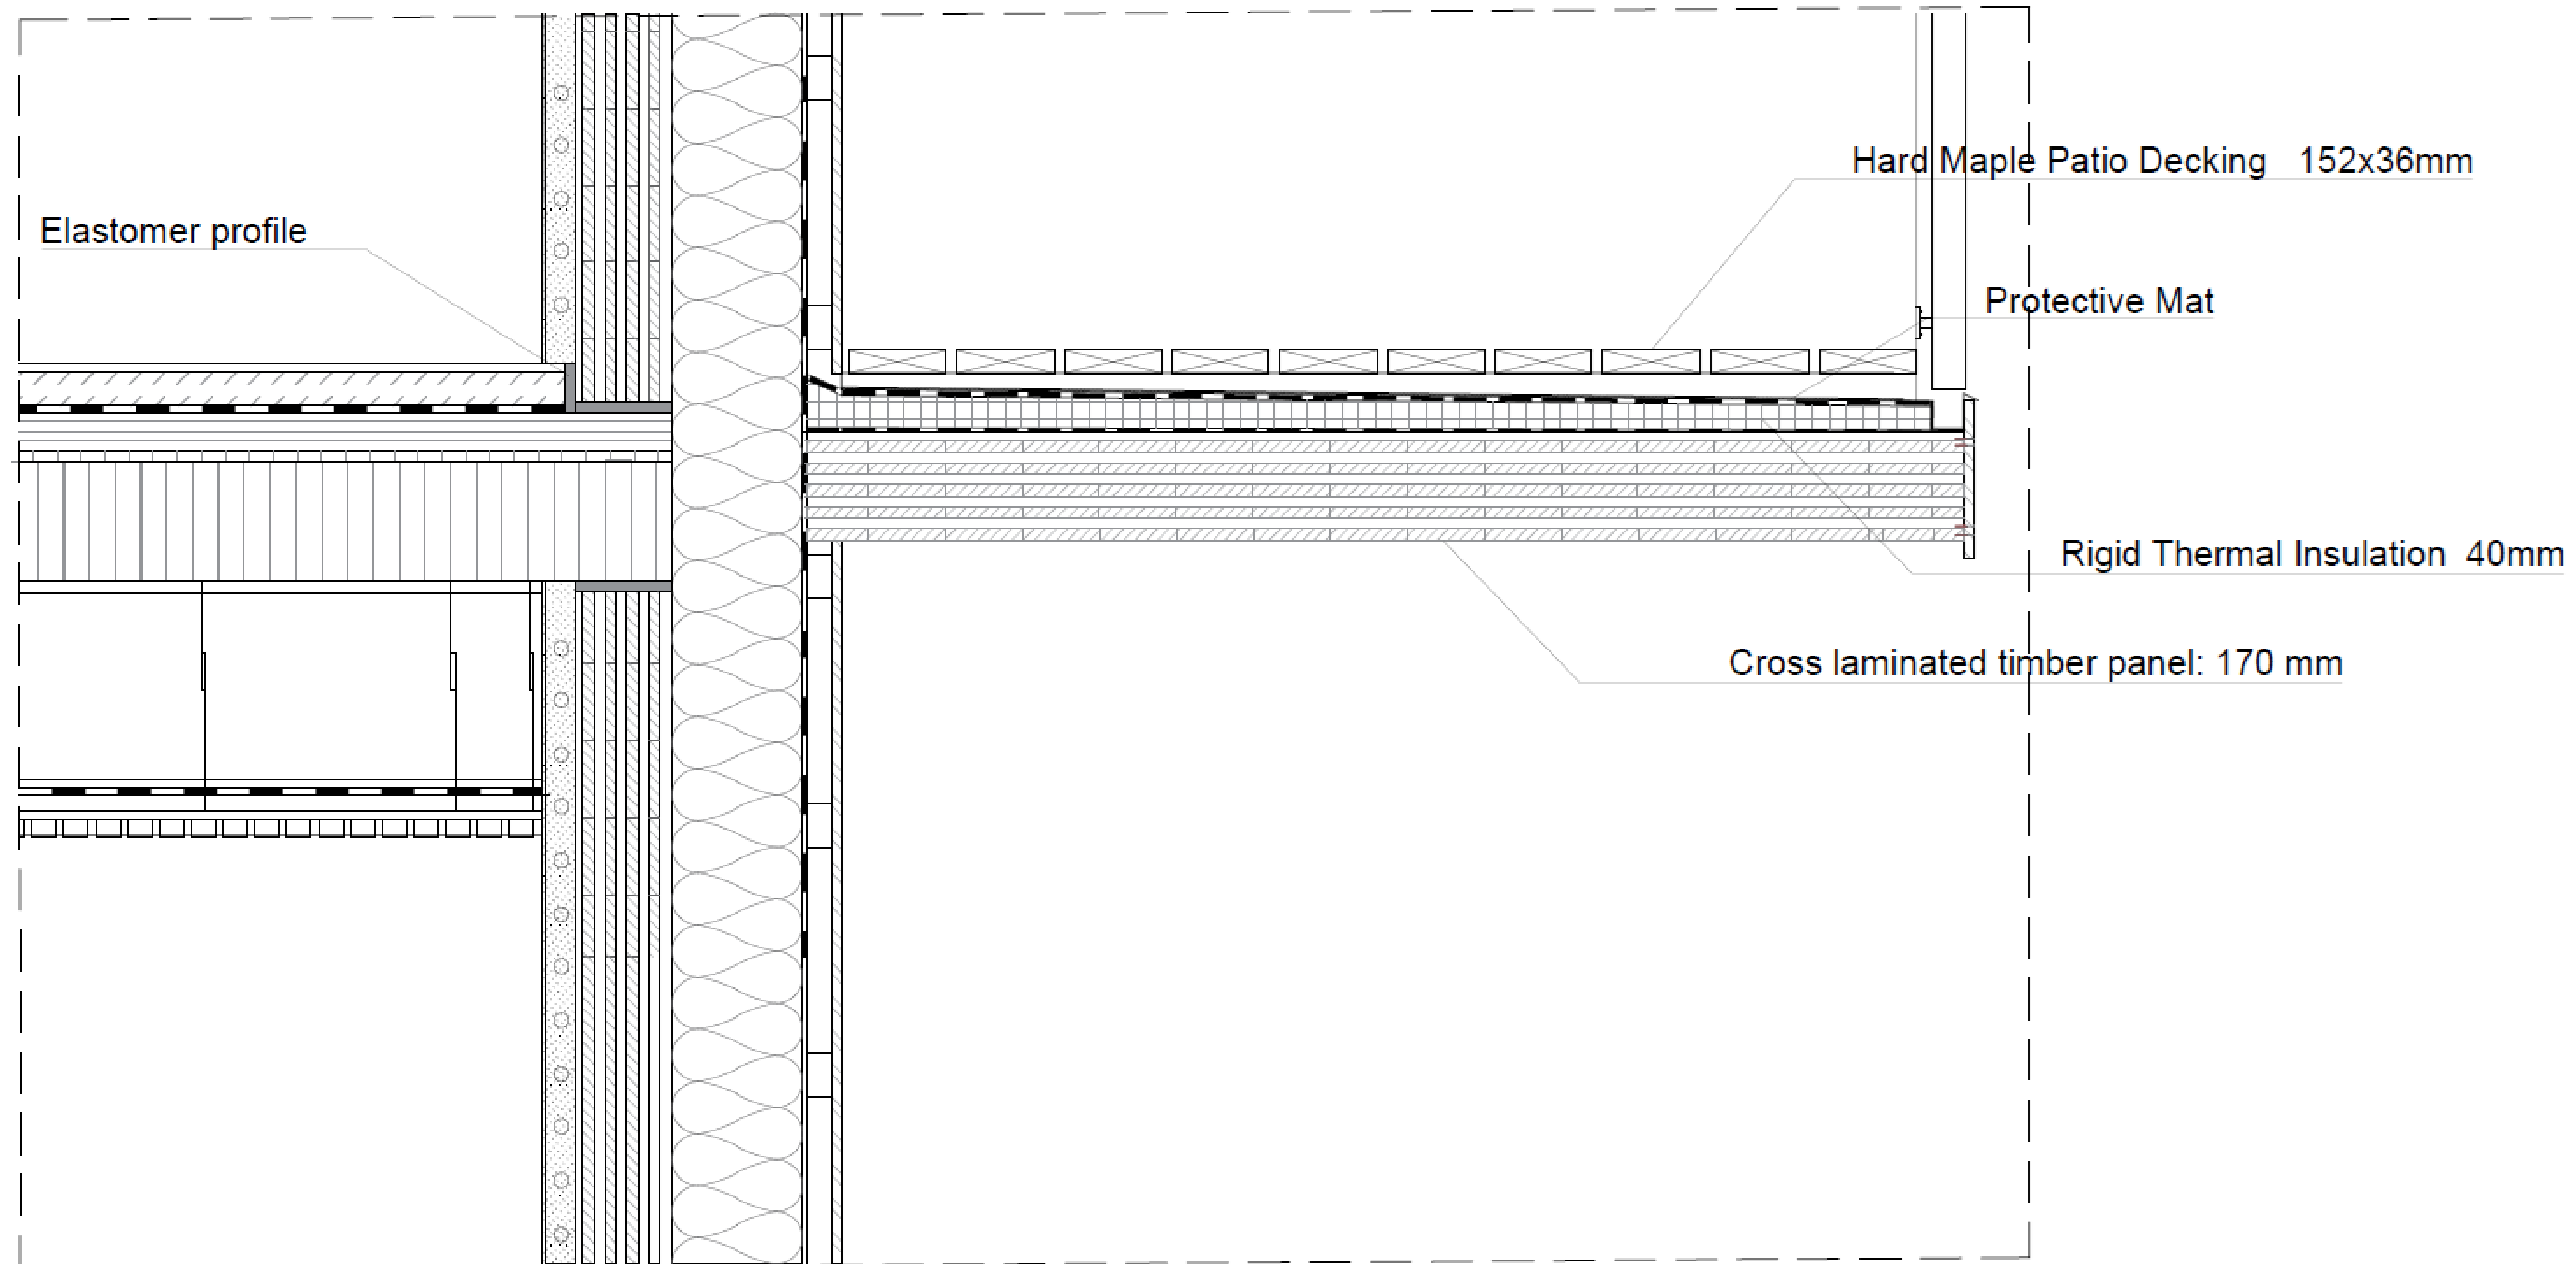 Hard Maple Patio Decking 152x36mm
Elastomer profile
Protective Mat
Rigid Thermal Insulation 40mm
Cross laminated timber panel: 170 mm